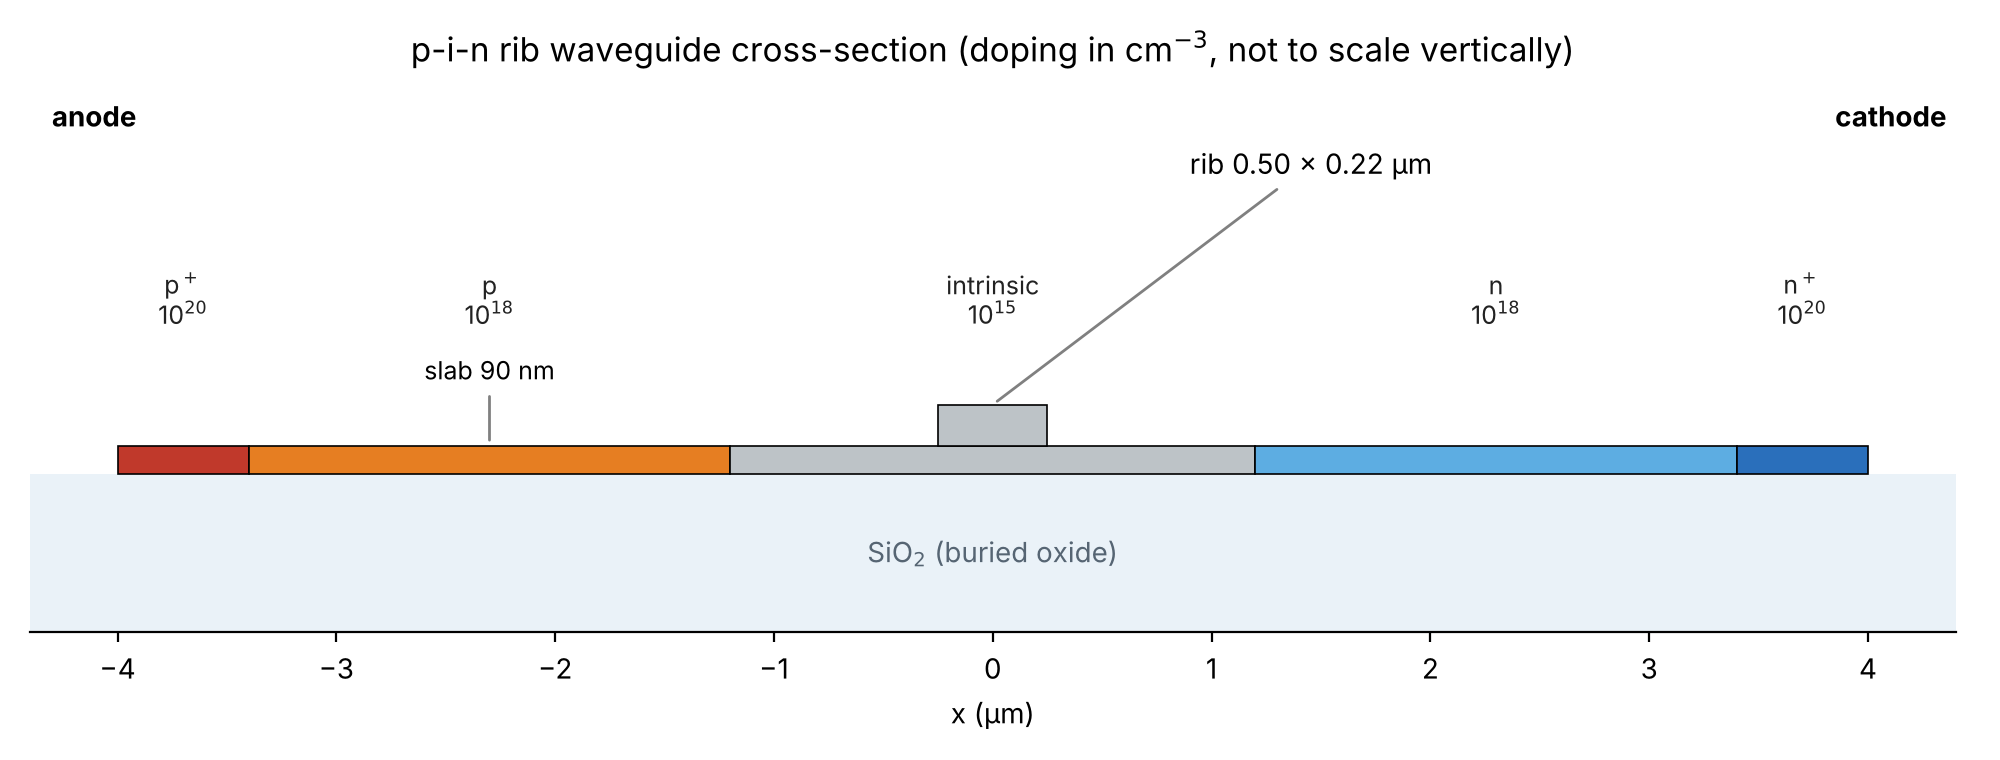 p-i-n rib waveguide cross-section (doping in cm⁻³, not to scale vertically)
anode
cathode
rib 0.50 × 0.22 µm
p⁺
10²⁰
p
10¹⁸
intrinsic
10¹⁵
n
10¹⁸
n⁺
10²⁰
slab 90 nm
SiO₂ (buried oxide)
−4 −3 −2 −1 0 1 2 3 4
x (µm)